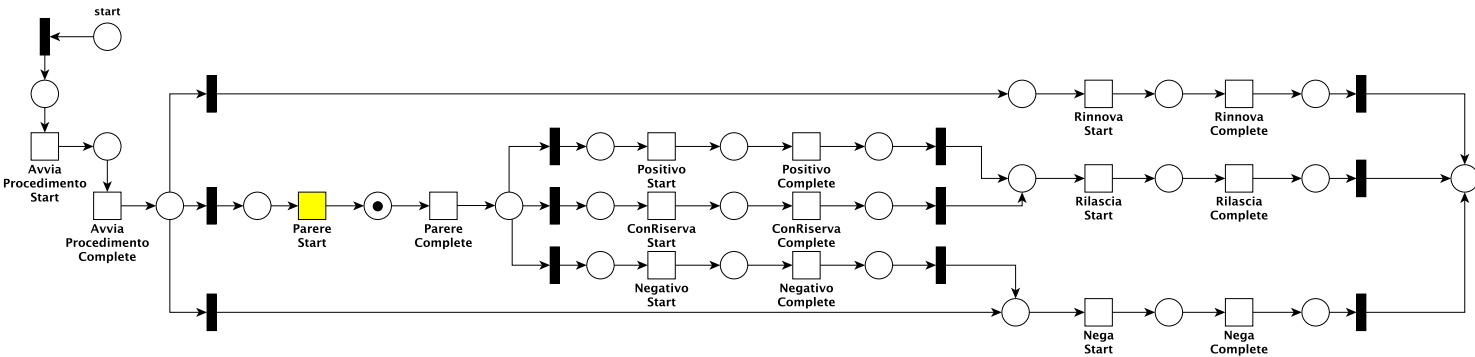 start
Avvia
Procedimento
Start
Avvia
Procedimento
Complete
Parere
Start
Parere
Complete
Positivo
Start
Positivo
Complete
ConRiserva
Start
ConRiserva
Complete
Negativo
Start
Negativo
Complete
Rinnova
Start
Rinnova
Complete
Rilascia
Start
Rilascia
Complete
Nega
Start
Nega
Complete